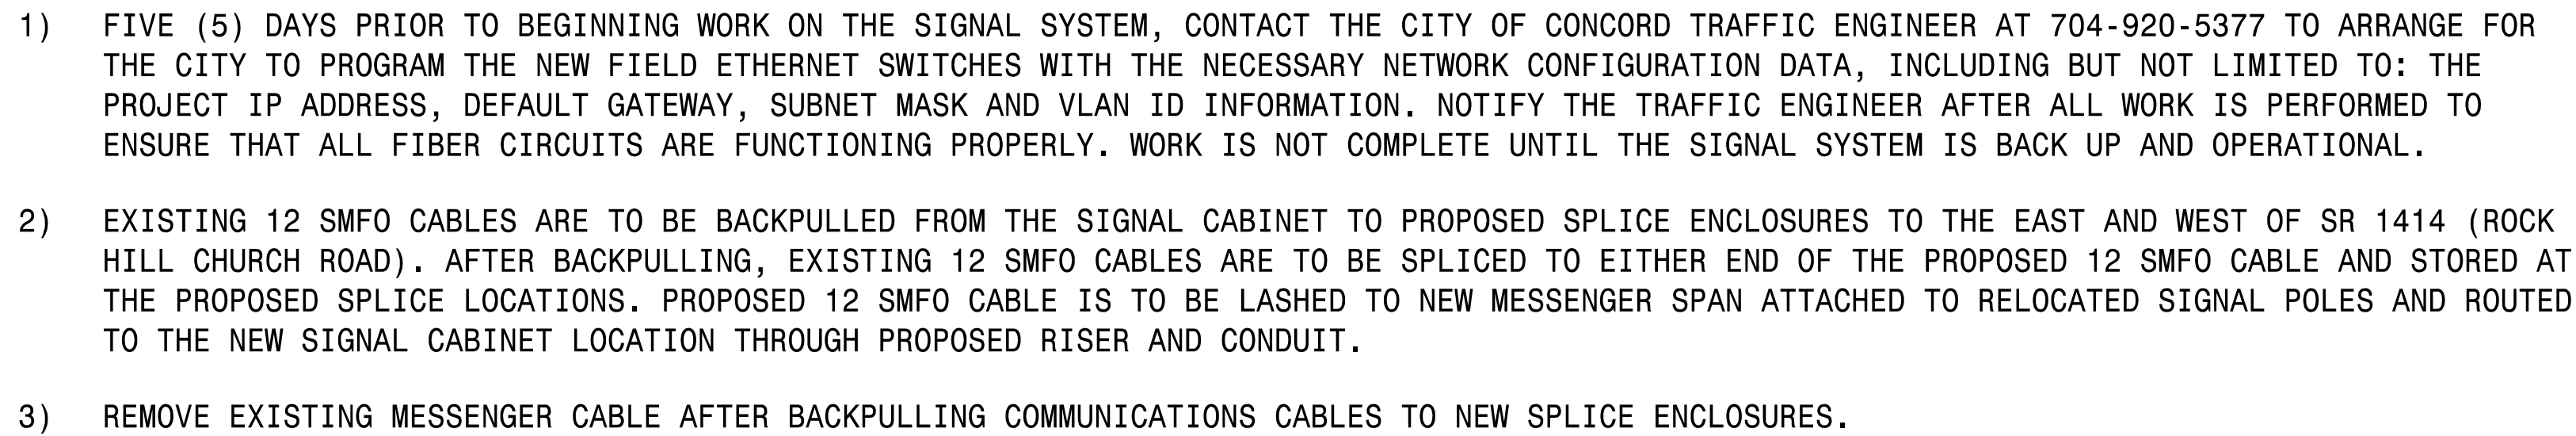 1) FIVE (5) DAYS PRIOR TO BEGINNING WORK ON THE SIGNAL SYSTEM, CONTACT THE CITY OF CONCORD TRAFFIC ENGINEER AT 704-920-5377 TO ARRANGE FOR
THE CITY TO PROGRAM THE NEW FIELD ETHERNET SWITCHES WITH THE NECESSARY NETWORK CONFIGURATION DATA, INCLUDING BUT NOT LIMITED TO: THE
PROJECT IP ADDRESS, DEFAULT GATEWAY, SUBNET MASK AND VLAN ID INFORMATION. NOTIFY THE TRAFFIC ENGINEER AFTER ALL WORK IS PERFORMED TO
ENSURE THAT ALL FIBER CIRCUITS ARE FUNCTIONING PROPERLY. WORK IS NOT COMPLETE UNTIL THE SIGNAL SYSTEM IS BACK UP AND OPERATIONAL.
2) EXISTING 12 SMFO CABLES ARE TO BE BACKPULLED FROM THE SIGNAL CABINET TO PROPOSED SPLICE ENCLOSURES TO THE EAST AND WEST OF SR 1414 (ROCK
HILL CHURCH ROAD). AFTER BACKPULLING, EXISTING 12 SMFO CABLES ARE TO BE SPLICED TO EITHER END OF THE PROPOSED 12 SMFO CABLE AND STORED AT
THE PROPOSED SPLICE LOCATIONS. PROPOSED 12 SMFO CABLE IS TO BE LASHED TO NEW MESSENGER SPAN ATTACHED TO RELOCATED SIGNAL POLES AND ROUTED
TO THE NEW SIGNAL CABINET LOCATION THROUGH PROPOSED RISER AND CONDUIT.
3) REMOVE EXISTING MESSENGER CABLE AFTER BACKPULLING COMMUNICATIONS CABLES TO NEW SPLICE ENCLOSURES.